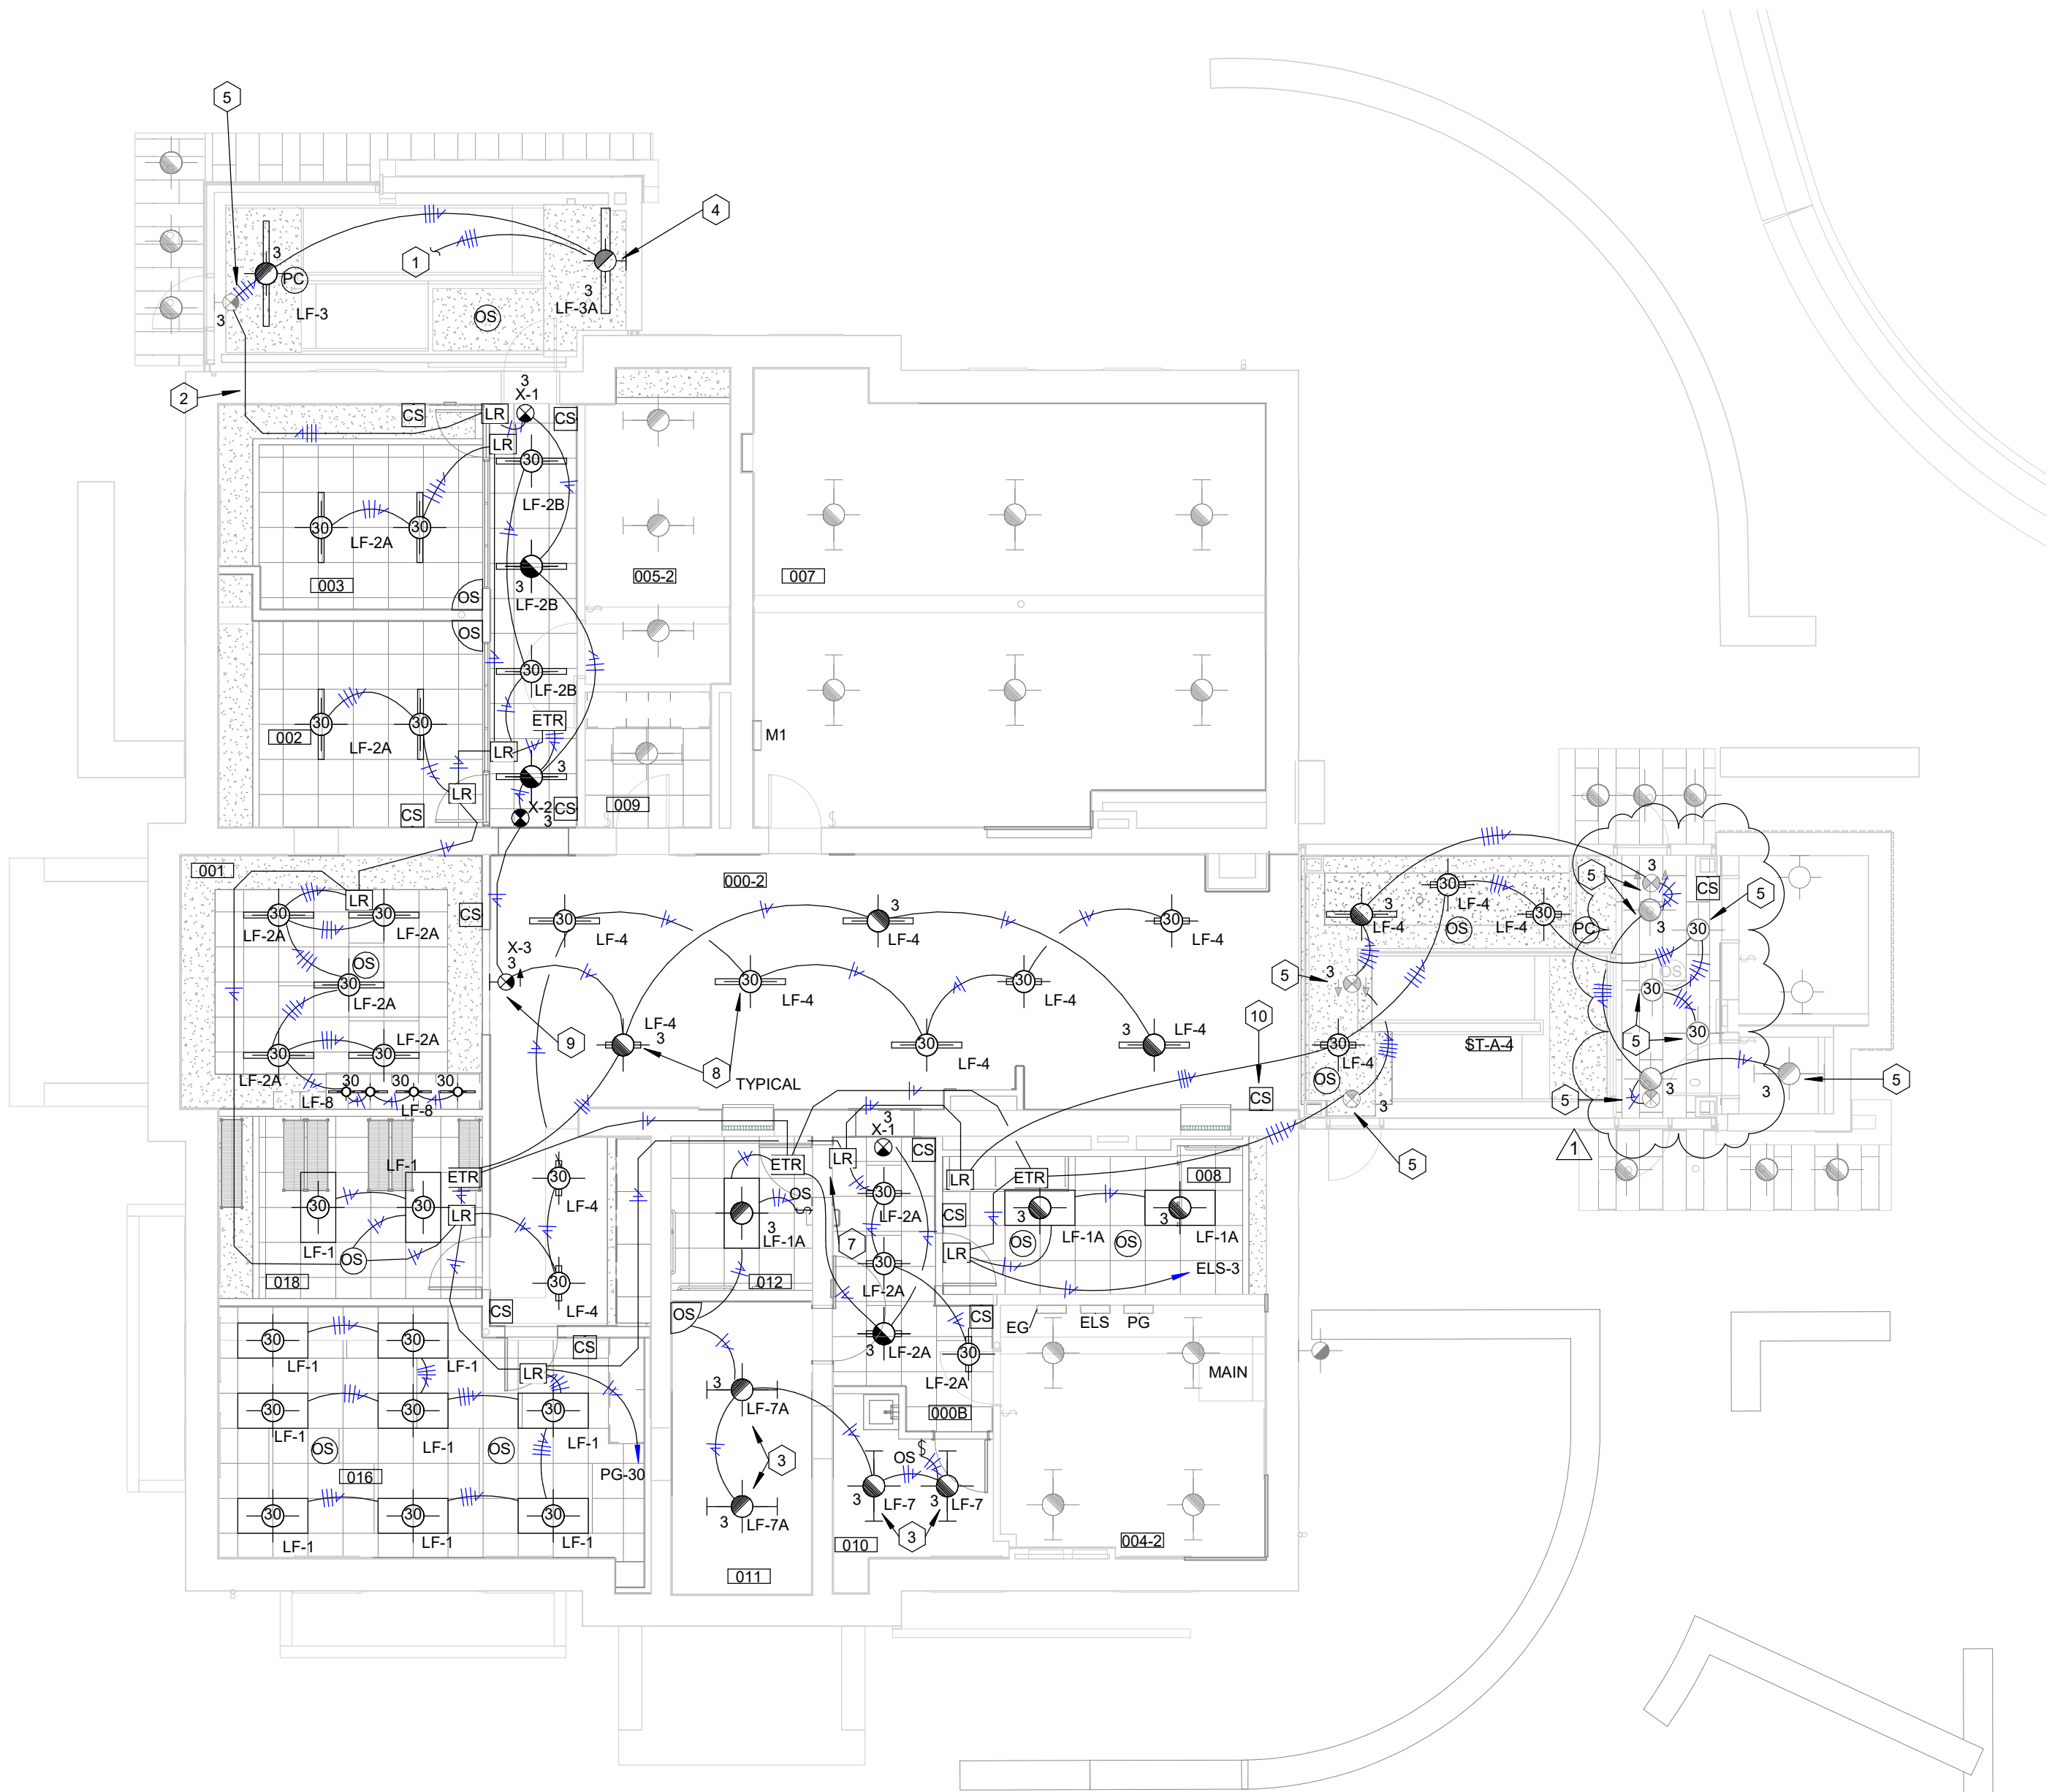 5
4
3
1
PC
3
LF-3A
LF-3
OS
3
2
3
X-1
CS
LR
CS
LR
30
LF-2B
30
30
LF-2A
003
005-2
007
3
LF-2B
OS
OS
30
LF-2B
30
30
ETR
002
LF-2A
LR
M1
3
LR
X-2
CS
3
CS
009
CS
001
000-2
3
5
CS
5
LR
30
30
LF-2A
LF-2A
CS
30
LF-4
3
LF-4
30
LF-4
30
LF-4
3
LF-4
OS
30
LF-4
PC
3
30
X-3
3
OS
30
LF-2A
30
LF-4
30
LF-4
5
3
OS
30
5
30
LF-4
3
9
8
TYPICAL
30
LF-4
3
LF-4
10
30
LF-4
ST-A-4
30
30
LF-2A
LF-2A
30
30
30
LF-8
LF-8
CS
OS
3
5
3
3
5
5
1
3
X-1
CS
LR
LF-1
ETR
30
LF-4
ETR
OS
LR
ETR
008
30
30
LF-1
LR
3
LF-1A
30
LF-2A
CS
3
LF-1A
3
LF-1A
OS
7
OS
OS
LR
018
30
LF-4
012
30
LF-2A
ELS-3
CS
OS
CS
EG
ELS
PG
30
30
LF-1
LF-1
CS
LR
3
LF-2A
30
LF-2A
MAIN
30
30
30
LF-1
LF-1
LF-1
3
LF-7A
000B
OS
OS
016
PG-30
3
OS
$
30
30
30
LF-1
LF-1
LF-1
3
LF-7A
3
LF-7
3
LF-7
3
010
004-2
011